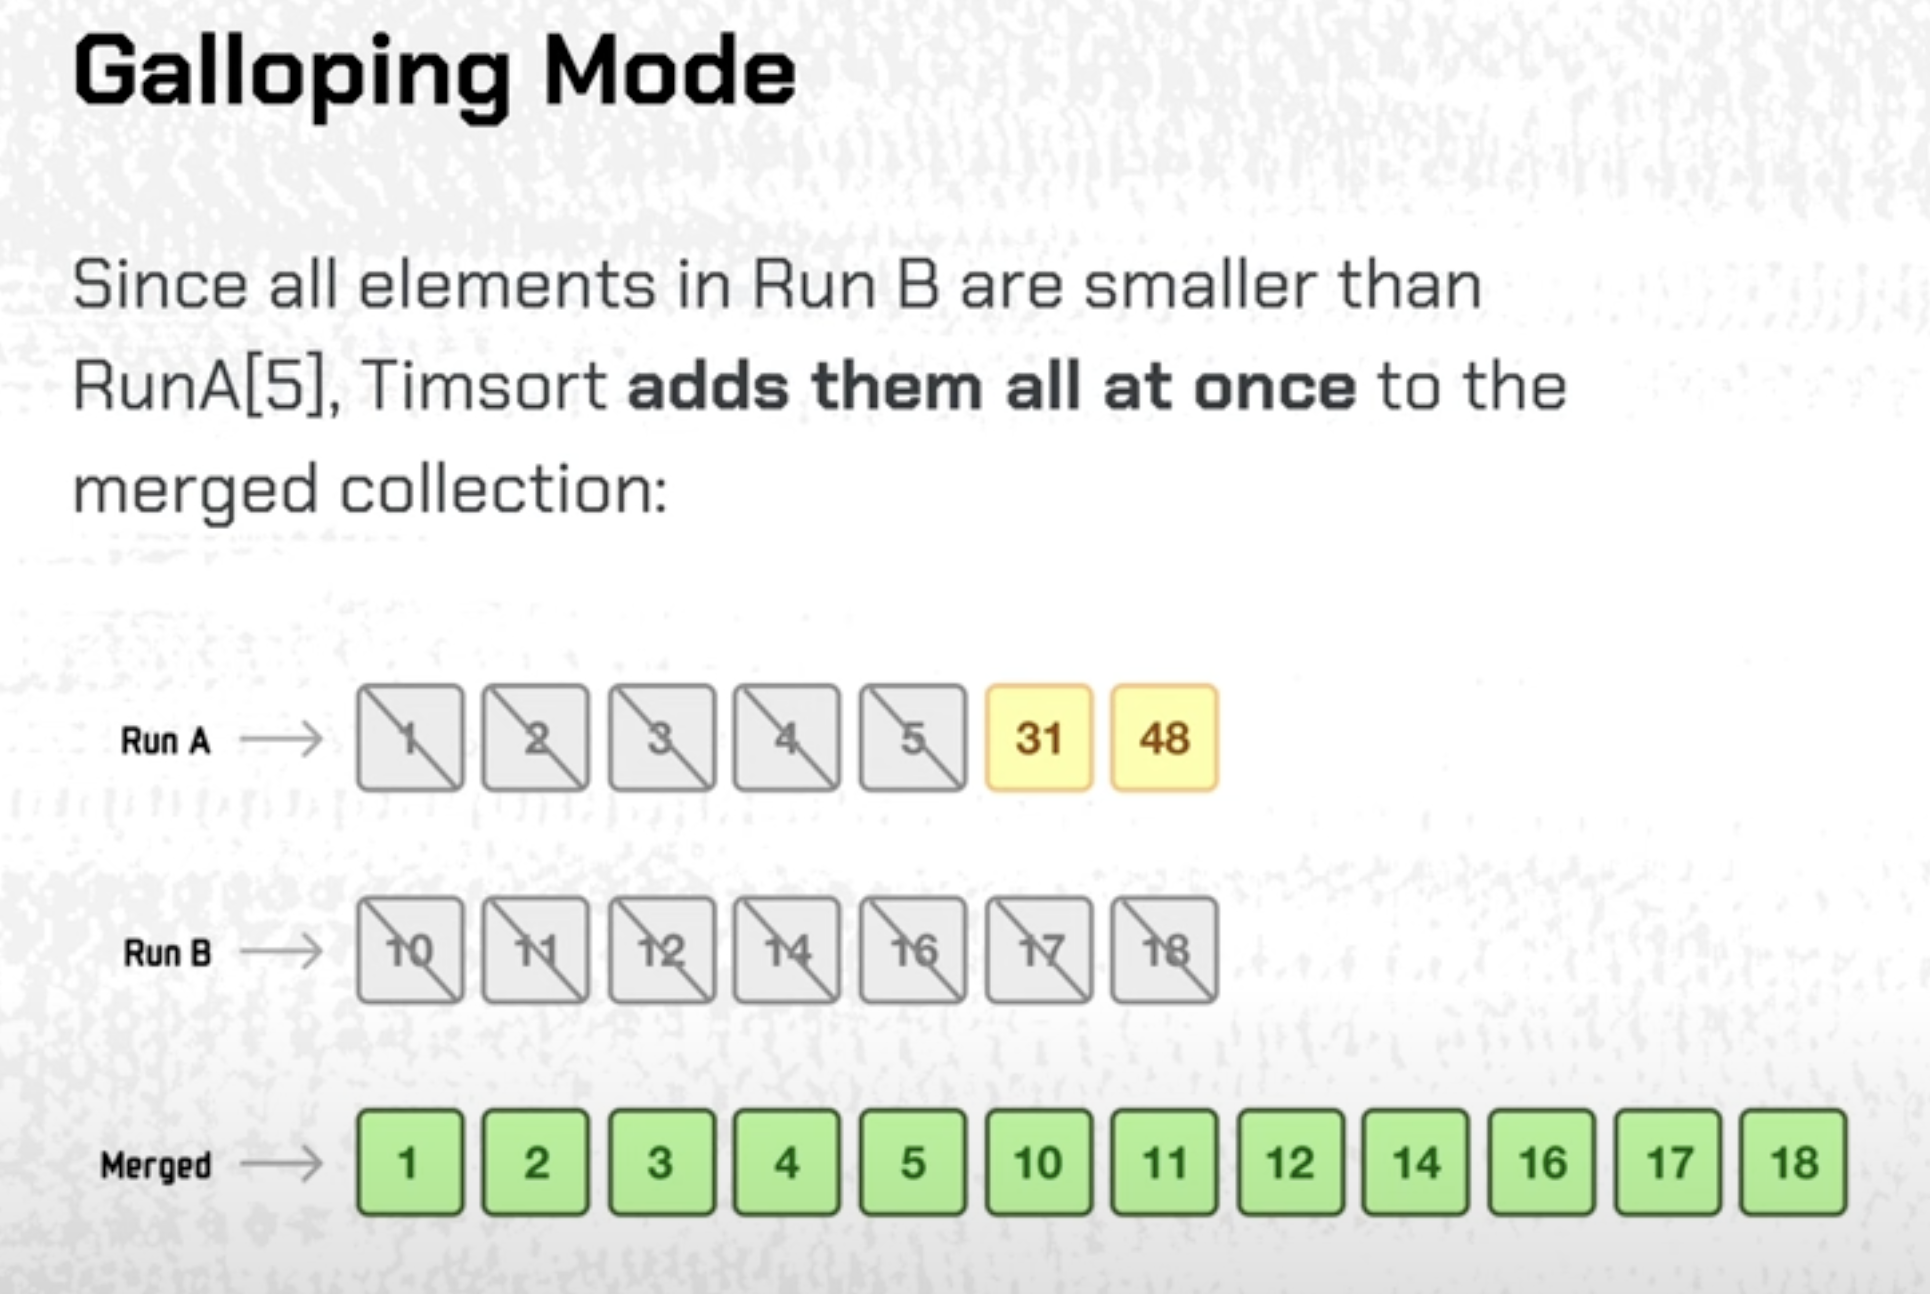 Galloping Mode
Since all elements in Run B are smaller than
RunA[5], Timsort adds them all at once to the
merged collection:
Run A 1 2 3 4 5 31 48
Run B 10 11 12 14 16 17 18
Merged 1 2 3 4 5 10 11 12 14 16 17 18